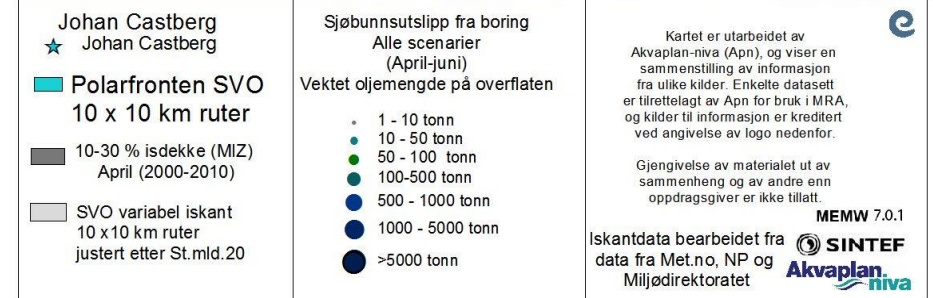 Johan Castberg
Johan Castberg
Polarfronten SVO
10 x 10 km ruter
10-30 % isdekke (MIZ)
April (2000-2010)
SVO variabel iskant
10 x10 km ruter
justert etter St.mld.20
Sjøbunnsutslipp fra boring
Alle scenarier
(April-juni)
Vektet oljemengde på overflaten
1 - 10 tonn
10 - 50 tonn
50 - 100 tonn
100-500 tonn
500 - 1000 tonn
1000 - 5000 tonn
>5000 tonn
Kartet er utarbeidet av
Akvaplan-niva (Apn), og viser en
sammenstilling av informasjon
fra ulike kilder. Enkelte datasett
er tilrettelagt av Apn for bruk i MRA,
og kilder til informasjon er kreditert
ved angivelse av logo nedenfor.
Gjengivelse av materialet ut av
sammenheng og av andre enn
oppdragsgiver er ikke tillatt.
MEMW 7.0.1
Iskantdata bearbeidet fra
data fra Met.no, NP og
Miljødirektoratet
SINTEF
Akvaplan
niva